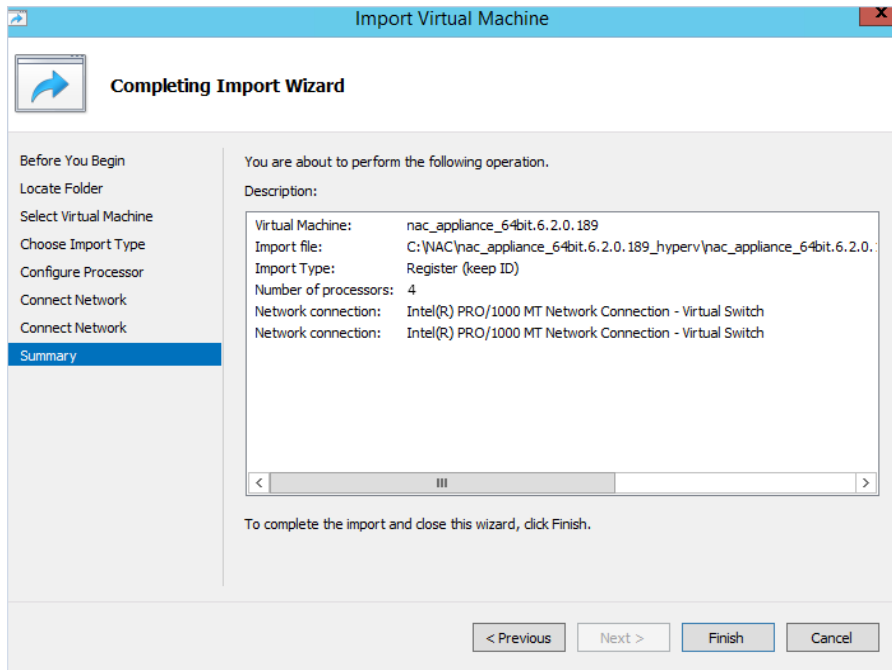 Import Virtual Machine
X
Completing Import Wizard
Before You Begin
Locate Folder
Select Virtual Machine
Choose Import Type
Configure Processor
Connect Network
Connect Network
Summary
You are about to perform the following operation.
Description:
Virtual Machine: nac_appliance_64bit.6.2.0.189
Import file: C:\NAC\nac_appliance_64bit.6.2.0.189_hyperv\nac_appliance_64bit.6.2.0.
Import Type: Register (keep ID)
Number of processors: 4
Network connection: Intel(R) PRO/1000 MT Network Connection - Virtual Switch
Network connection: Intel(R) PRO/1000 MT Network Connection - Virtual Switch
To complete the import and close this wizard, click Finish.
< Previous Next > Finish Cancel